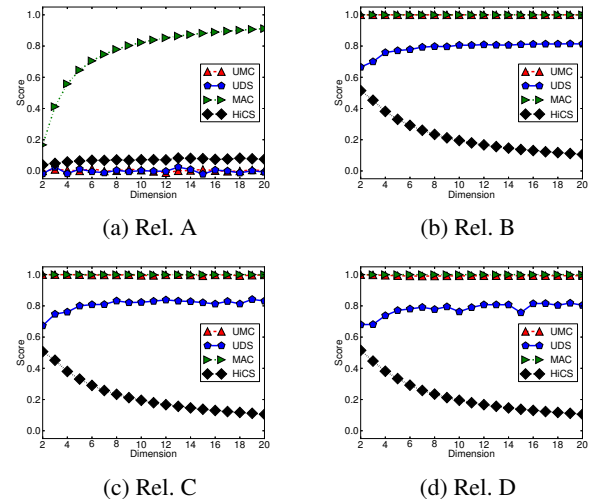 1.0
0.8
0.6
0.4
0.2
0.0
Score
UMC
UDS
MAC
HiCS
2 4 6 8 10 12 14 16 18 20
Dimension
(a) Rel. A
1.0
0.8
0.6
0.4
0.2
0.0
Score
UMC
UDS
MAC
HiCS
2 4 6 8 10 12 14 16 18 20
Dimension
(b) Rel. B
1.0
0.8
0.6
0.4
0.2
0.0
Score
UMC
UDS
MAC
HiCS
2 4 6 8 10 12 14 16 18 20
Dimension
(c) Rel. C
1.0
0.8
0.6
0.4
0.2
0.0
Score
UMC
UDS
MAC
HiCS
2 4 6 8 10 12 14 16 18 20
Dimension
(d) Rel. D